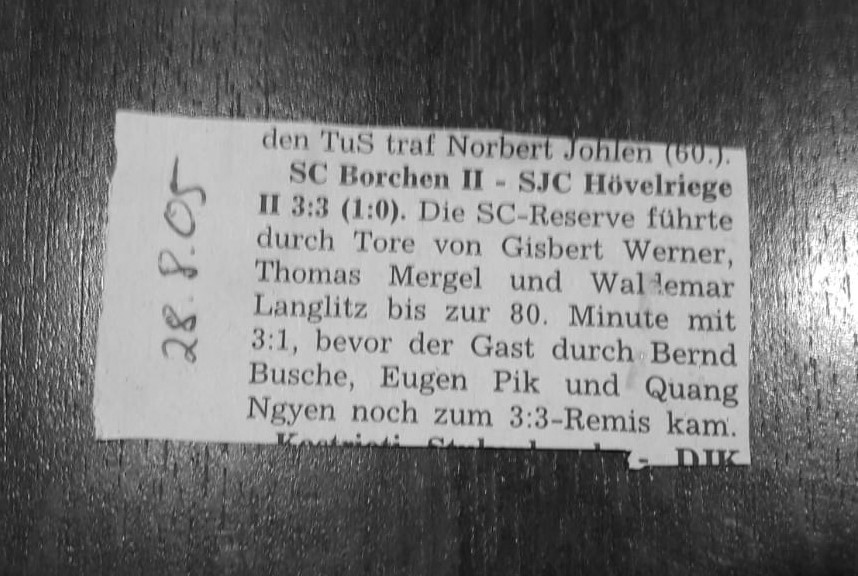 den TuS traf Norbert Johlen (60.).
SC Borchen II - SJC Hövelriege
II 3:3 (1:0). Die SC-Reserve führte
durch Tore von Gisbert Werner,
Thomas Mergel und Waldemar
Langlitz bis zur 80. Minute mit
3:1, bevor der Gast durch Bernd
Busche, Eugen Pik und Quang
Ngyen noch zum 3:3-Remis kam.
- DJK
28.8.05